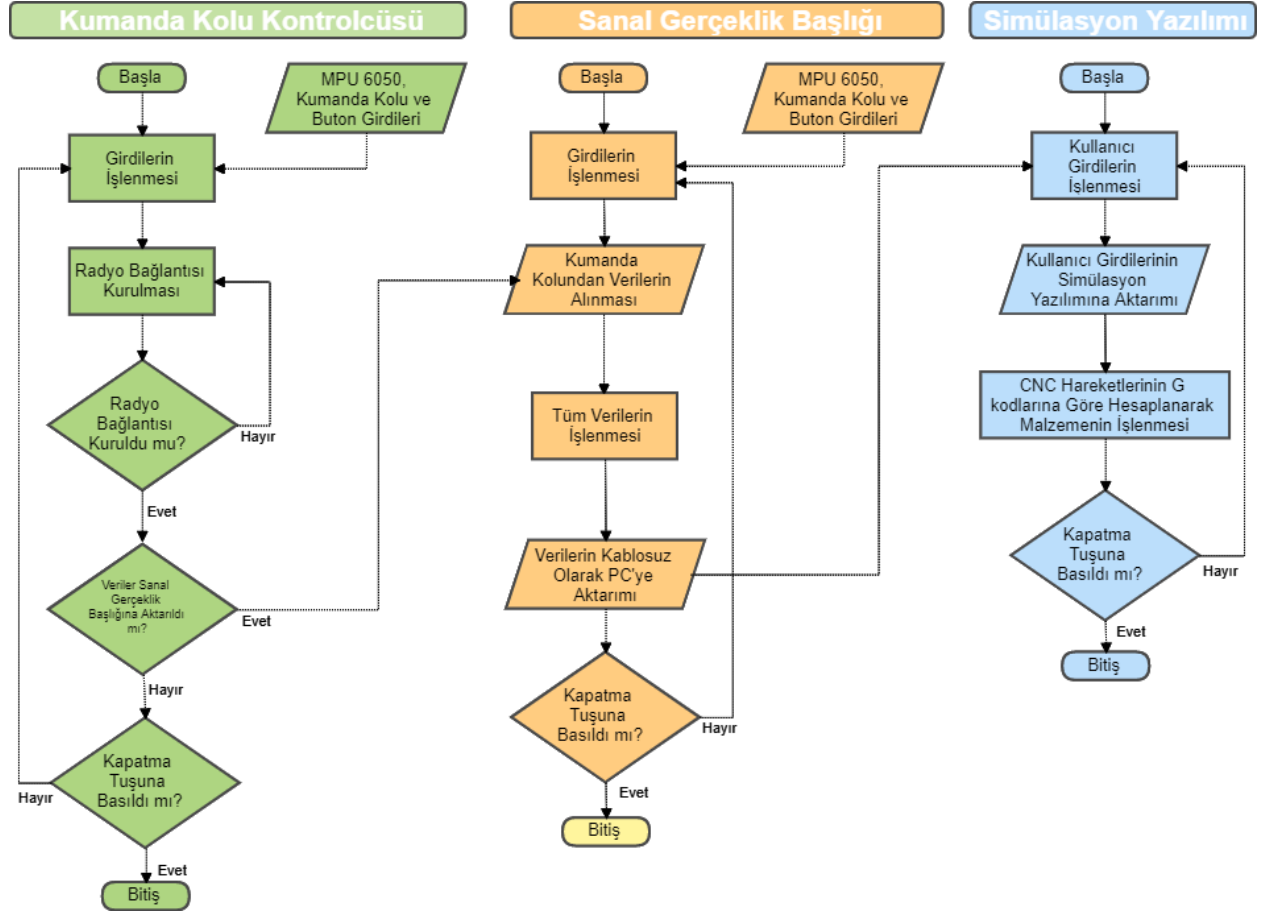 Kumanda Kolu Kontrolcüsü
Başla
MPU 6050,
Kumanda Kolu ve
Buton Girdileri
Girdilerin
İşlenmesi
Radyo Bağlantısı
Kurulması
Radyo
Bağlantısı
Kuruldu mu?
Hayır
Evet
Veriler Sanal
Gerçeklik
Başlığına Aktarıldı
mı?
Evet
Hayır
Kapatma
Tuşuna
Basıldı mı?
Hayır
Evet
Bitiş
Sanal Gerçeklik Başlığı
Başla
MPU 6050,
Kumanda Kolu ve
Buton Girdileri
Girdilerin
İşlenmesi
Kumanda
Kolundan Verilerin
Alınması
Tüm Verilerin
İşlenmesi
Verilerin Kablosuz
Olarak PC'ye
Aktarımı
Kapatma
Tuşuna
Basıldı mı?
Hayır
Evet
Bitiş
Simülasyon Yazılımı
Başla
Kullanıcı
Girdilerin
İşlenmesi
Kullanıcı Girdilerinin
Simülasyon
Yazılımına Aktarımı
CNC Hareketlerinin G
kodlarına Göre Hesaplanarak
Malzemenin İşlenmesi
Kapatma
Tuşuna
Basıldı mı?
Hayır
Evet
Bitiş